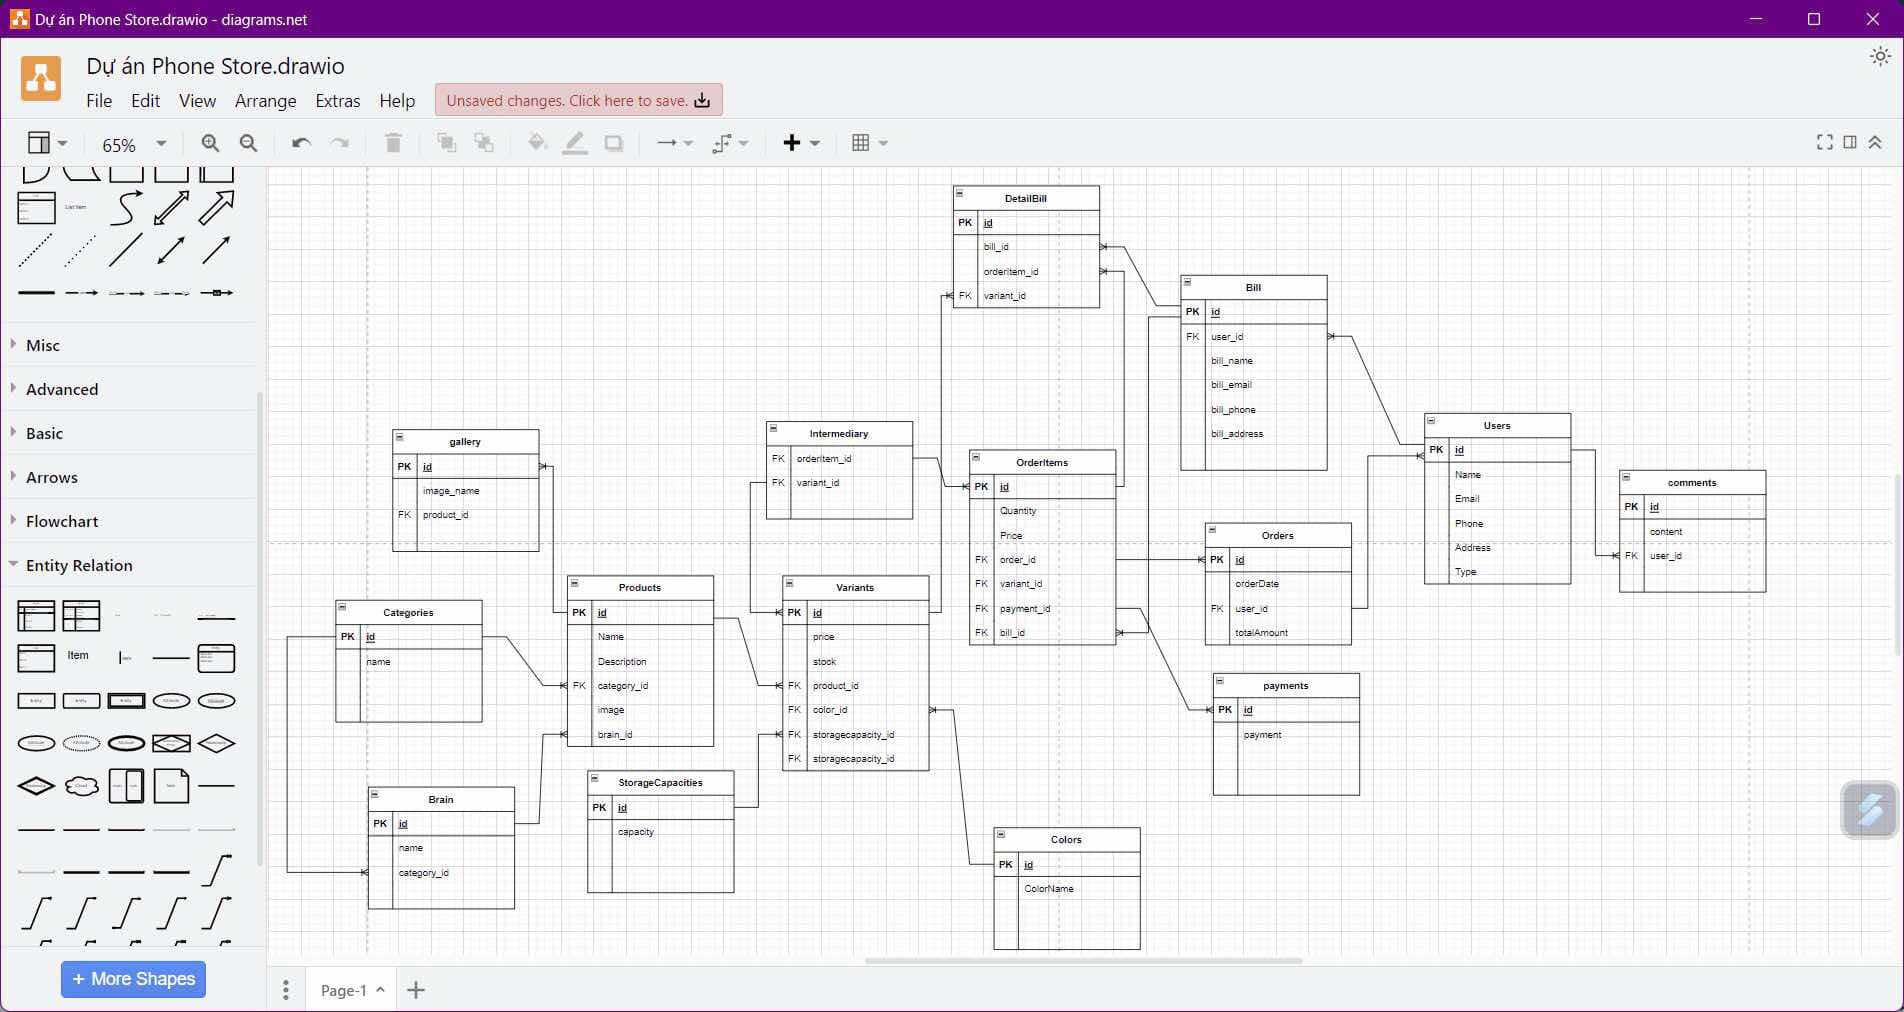 Dự án Phone Store.drawio - diagrams.net
Dự án Phone Store.drawio
File Edit View Arrange Extras Help
Unsaved changes. Click here to save.
65%
List Item
Misc
Advanced
Basic
Arrows
Flowchart
Entity Relation
Item
+ More Shapes
DetailBill
PK id
bill_id
orderItem_id
FK variant_id
Bill
PK id
FK user_id
bill_name
bill_email
bill_phone
bill_address
Users
PK id
Name
Email
Phone
Address
Type
comments
PK id
content
FK user_id
gallery
PK id
image_name
FK product_id
Intermediary
FK orderItem_id
FK variant_id
OrderItems
PK id
Quantity
Price
FK order_id
FK variant_id
FK payment_id
FK bill_id
Orders
PK id
orderDate
FK user_id
totalAmount
Products
PK id
Name
Description
FK category_id
image
brain_id
Variants
PK id
price
stock
FK product_id
FK color_id
FK storagecapacity_id
FK storagecapacity_id
Categories
PK id
name
payments
PK id
payment
StorageCapacities
PK id
capacity
Brain
PK id
name
category_id
Colors
PK id
ColorName
Page-1